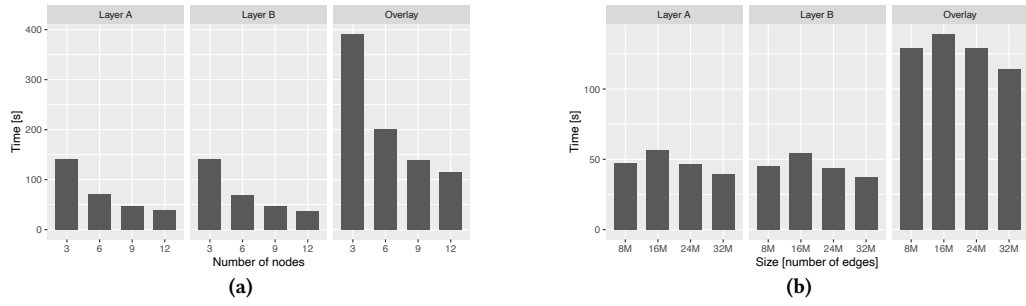 Layer A Layer B Overlay
400
300
200
100
0
Time [s]
3 6 9 12 3 6 9 12 3 6 9 12
Number of nodes
(a)
Layer A Layer B Overlay
100
50
0
Time [s]
8M 16M 24M 32M 8M 16M 24M 32M 8M 16M 24M 32M
Size [number of edges]
(b)